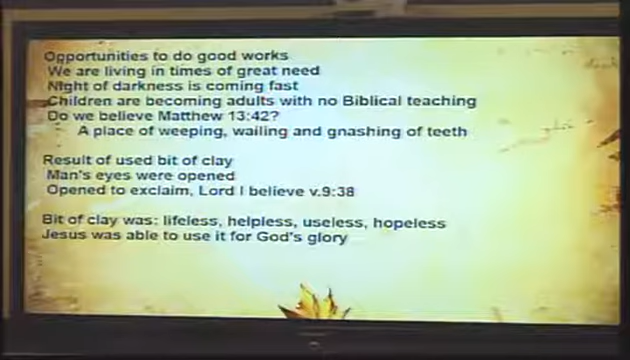 Opportunities to do good works
We are living in times of great need
Night of darkness is coming fast
Children are becoming adults with no Biblical teaching
Do we believe Matthew 13:42?
A place of weeping, wailing and gnashing of teeth
Result of used bit of clay
Man's eyes were opened
Opened to exclaim, Lord I believe v.9:38
Bit of clay was: lifeless, helpless, useless, hopeless
Jesus was able to use it for God's glory